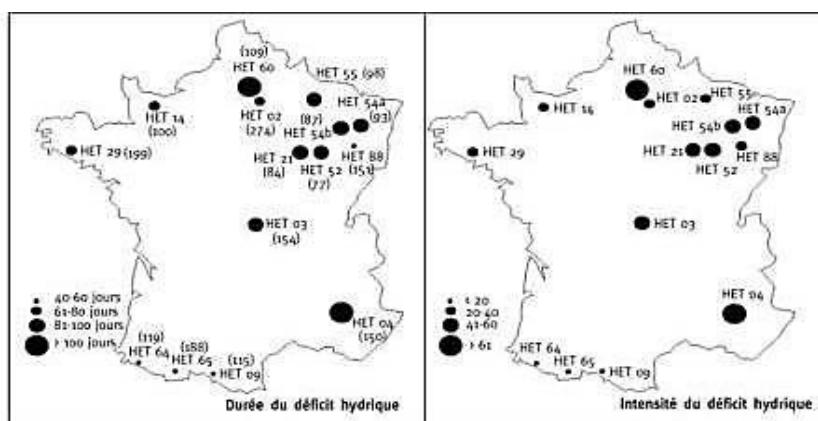 (109)
HET 60
HET 55 (98)
HET 14
(100)
HET 02
(274)
(87)
HET 54b
HET 54a
(93)
HET 29 (199)
HET 21
(84)
HET 52
(77)
HET 88
(151)
HET 03
(154)
40-60 jours
61-80 jours
81-100 jours
> 100 jours
HET 04
(150)
(119)
HET 64
(188)
HET 65
(115)
HET 09
Durée du déficit hydrique
HET 60
HET 55
HET 14
HET 02
HET 54a
HET 54b
HET 29
HET 21
HET 52
HET 88
HET 03
HET 04
< 20
20-40
41-60
> 61
HET 64
HET 65
HET 09
Intensité du déficit hydrique